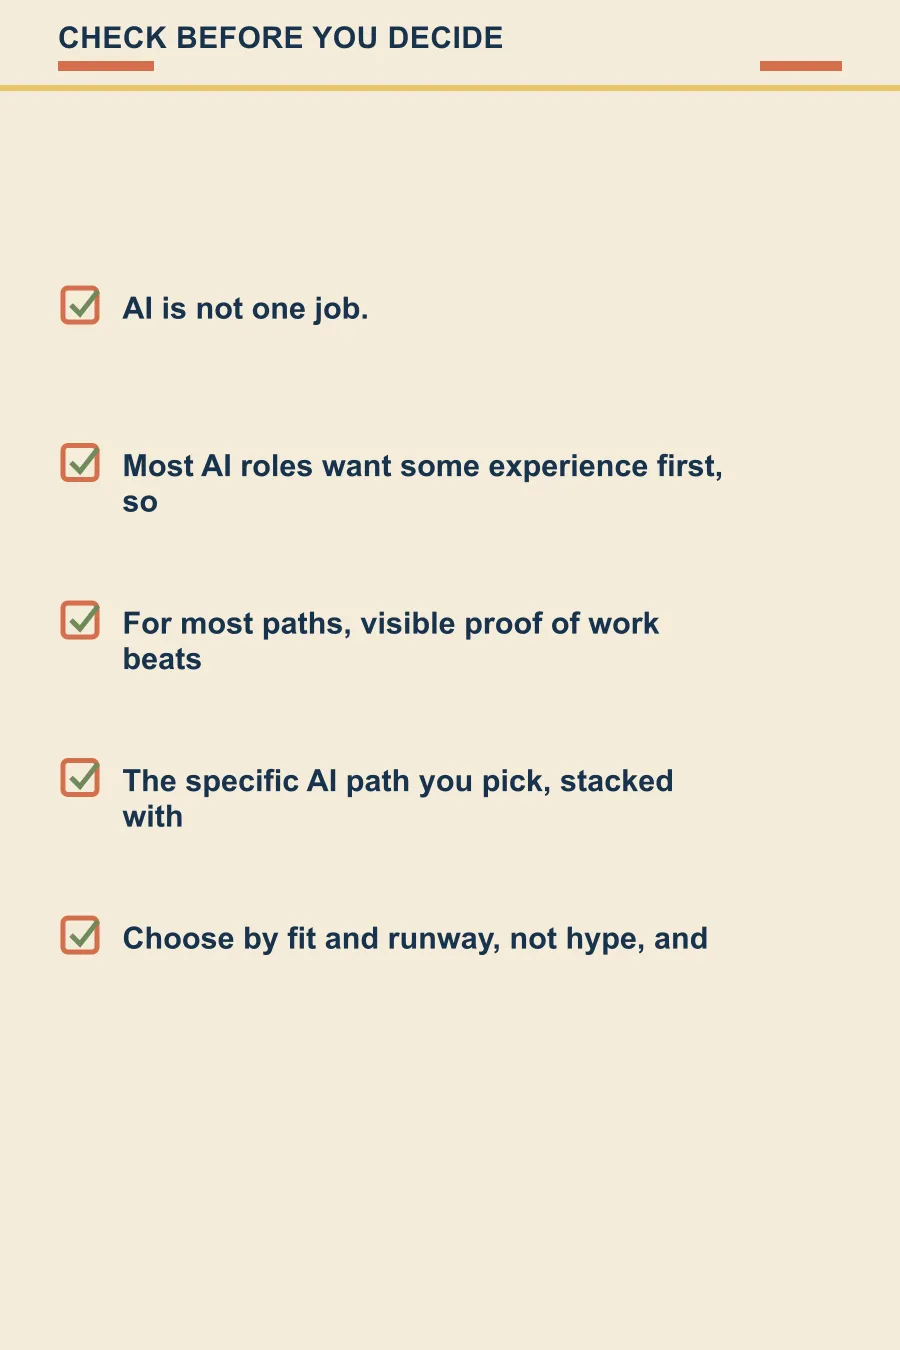 CHECK BEFORE YOU DECIDE
AI is not one job.
Most AI roles want some experience first,
so
For most paths, visible proof of work
beats
The specific AI path you pick, stacked
with
Choose by fit and runway, not hype, and